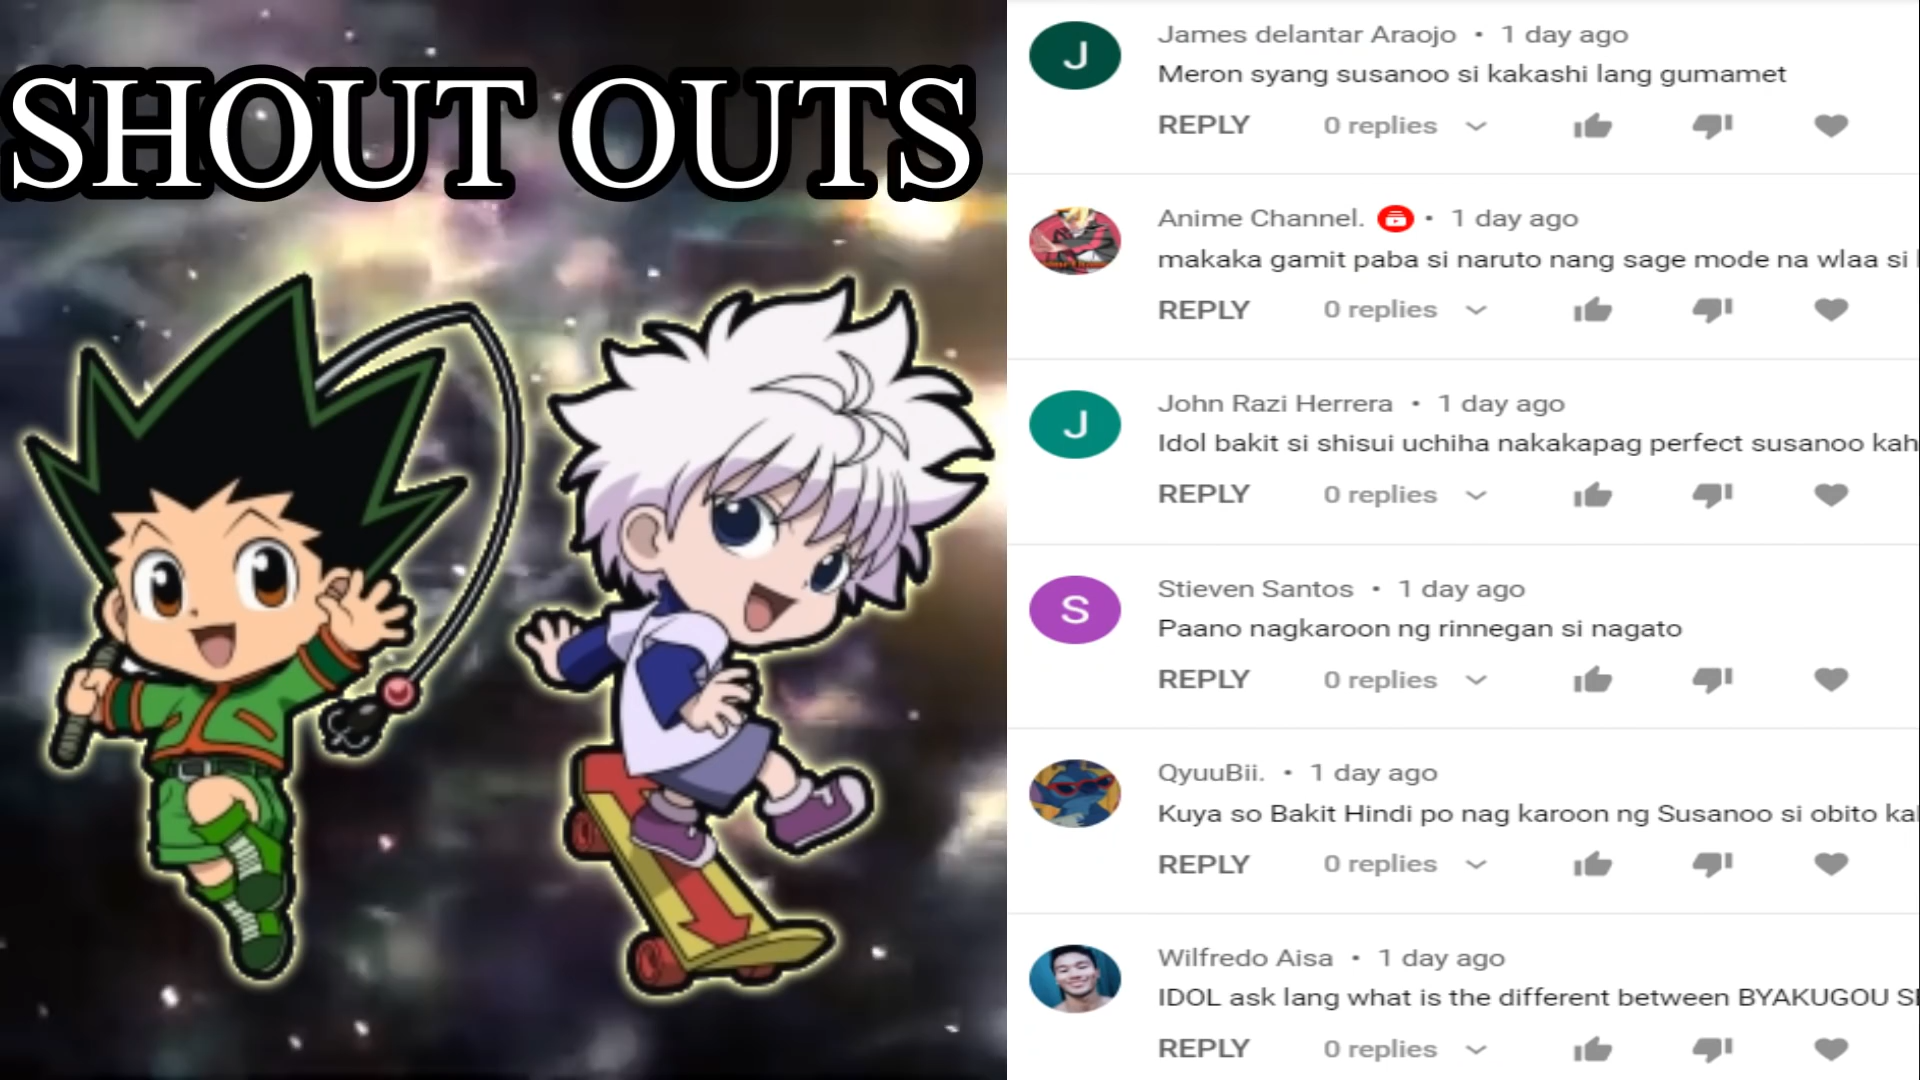 SHOUT OUTS
J
James delantar Araojo • 1 day ago
Meron syang susanoo si kakashi lang gumamet
REPLY 0 replies
Anime Channel. • 1 day ago
makaka gamit paba si naruto nang sage mode na wlaa si
REPLY 0 replies
J
John Razi Herrera • 1 day ago
Idol bakit si shisui uchiha nakakapag perfect susanoo kah
REPLY 0 replies
S
Stieven Santos • 1 day ago
Paano nagkaroon ng rinnegan si nagato
REPLY 0 replies
QyuuBii. • 1 day ago
Kuya so Bakit Hindi po nag karoon ng Susanoo si obito ka
REPLY 0 replies
Wilfredo Aisa • 1 day ago
IDOL ask lang what is the different between BYAKUGOU
REPLY 0 replies